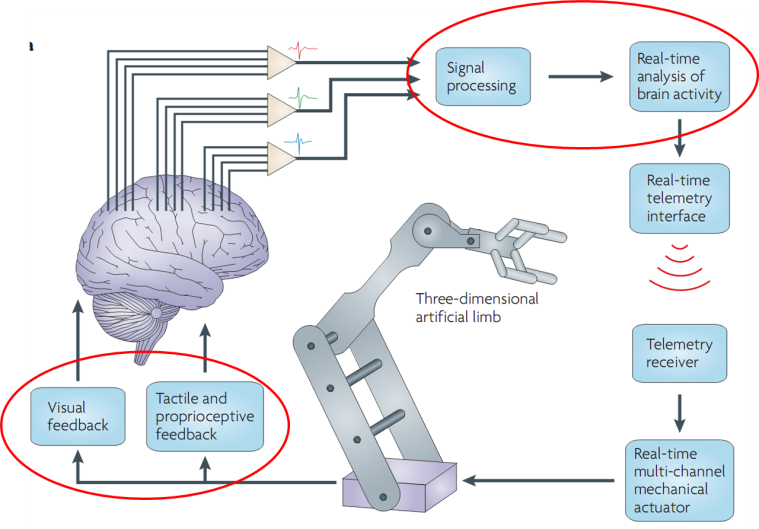 Signal
processing
Real-time
analysis of
brain activity
Real-time
telemetry
interface
Three-dimensional
artificial limb
Telemetry
receiver
Visual
feedback
Tactile and
proprioceptive
feedback
Real-time
multi-channel
mechanical
actuator